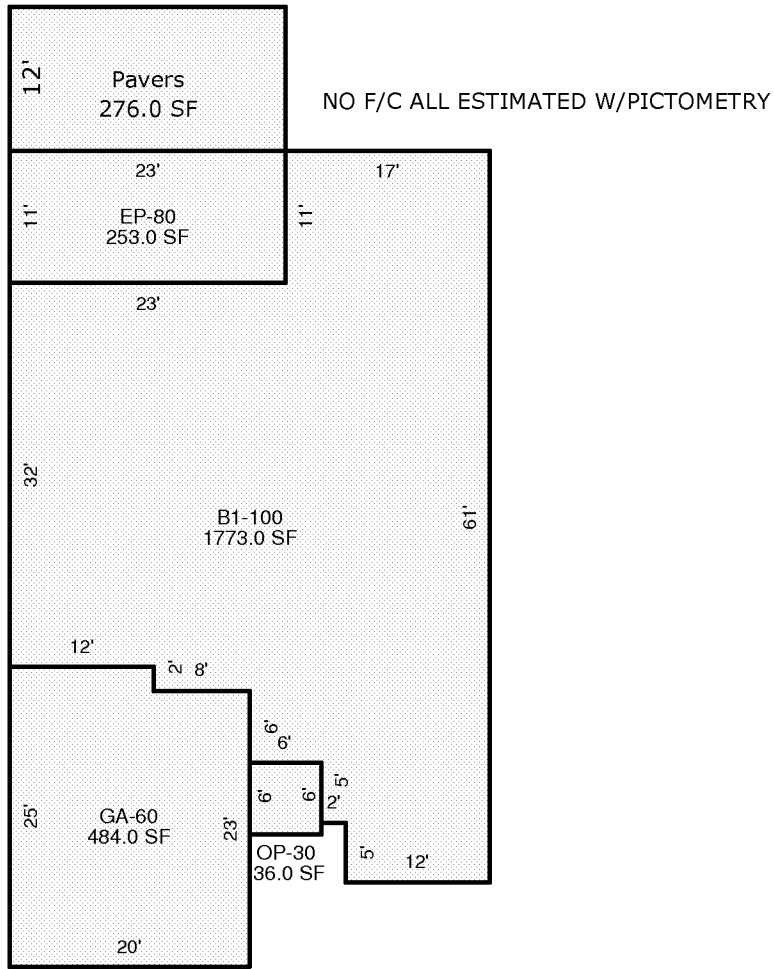 12'
Pavers
276.0 SF
NO F/C ALL ESTIMATED W/PICTOMETRY
23'
17'
11'
EP-80
253.0 SF
11'
23'
32'
B1-100
1773.0 SF
61'
12'
2'
8'
6'
6'
25'
GA-60
484.0 SF
23'
6'
6'
5'
2'
OP-30
36.0 SF
5'
12'
20'